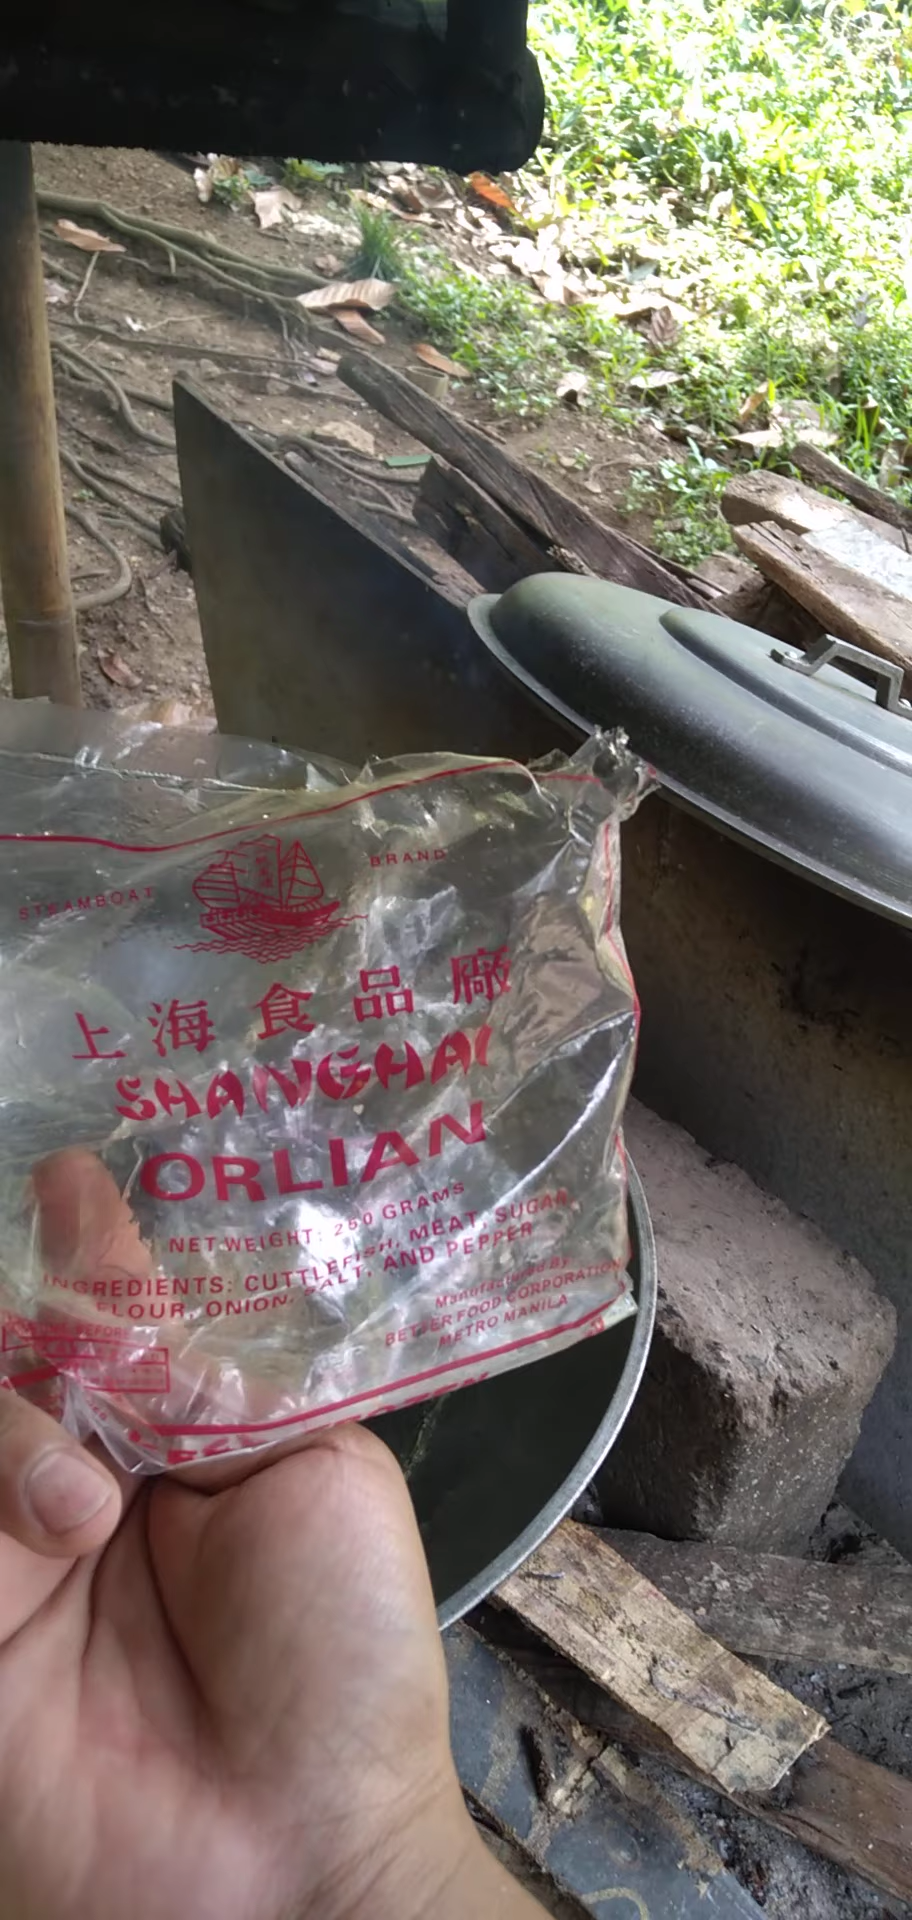 STEAMBOAT BRAND
上海食品廠
SHANGHAI
ORLIAN
NET WEIGHT: 250 GRAMS
INGREDIENTS: CUTTLEFISH, MEAT, SUGAR,
FLOUR, ONION, SALT, AND PEPPER
Manufactured By
BETTER FOOD CORPORATION
METRO MANILA
BEFORE